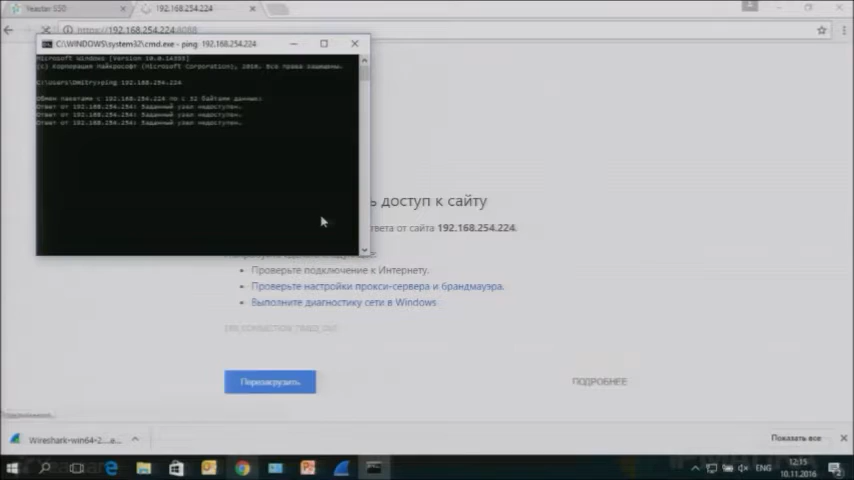 Yeastar S50
192.168.254.224
https://192.168.254.224:8088
C:\WINDOWS\system32\cmd.exe - ping 192.168.254.224
Microsoft Windows [Version 10.0.14393]
(c) Корпорация Майкрософт (Microsoft Corporation), 2016. Все права защищены.
C:\Users\Dmitry>ping 192.168.254.224
Обмен пакетами с 192.168.254.224 по с 32 байтами данных:
Ответ от 192.168.254.254: Заданный узел недоступен.
Ответ от 192.168.254.254: Заданный узел недоступен.
Ответ от 192.168.254.254: Заданный узел недоступен.
ь доступ к сайту
твета от сайта 192.168.254.224.
Проверьте подключение к Интернету.
Проверьте настройки прокси-сервера и брандмауэра.
Выполните диагностику сети в Windows
ERR_CONNECTION_TIMED_OUT
Перезагрузить
ПОДРОБНЕЕ
Wireshark-win64-2....e...
Показать все
ENG
12:15
10.11.2016